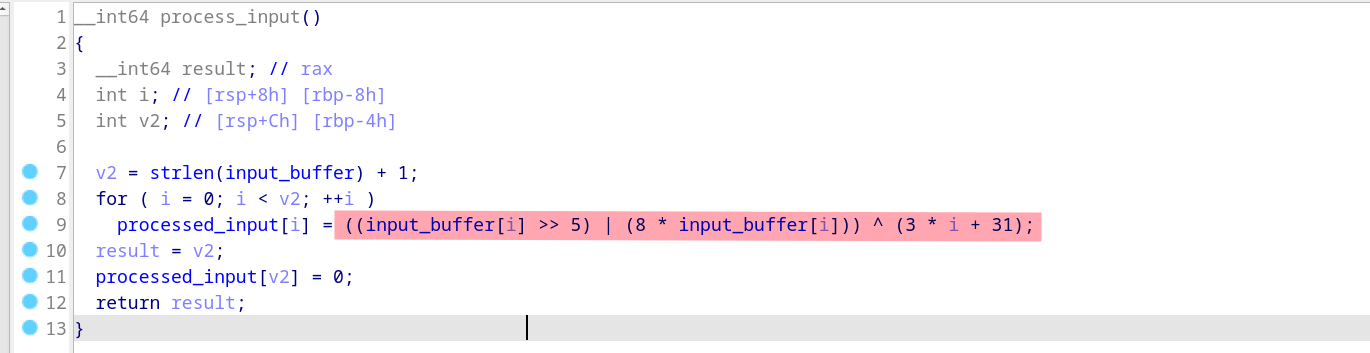 1 __int64 process_input()
2 {
3   __int64 result; // rax
4   int i; // [rsp+8h] [rbp-8h]
5   int v2; // [rsp+Ch] [rbp-4h]
6
7   v2 = strlen(input_buffer) + 1;
8   for ( i = 0; i < v2; ++i )
9     processed_input[i] = ((input_buffer[i] >> 5) | (8 * input_buffer[i])) ^ (3 * i + 31);
10   result = v2;
11   processed_input[v2] = 0;
12   return result;
13 }